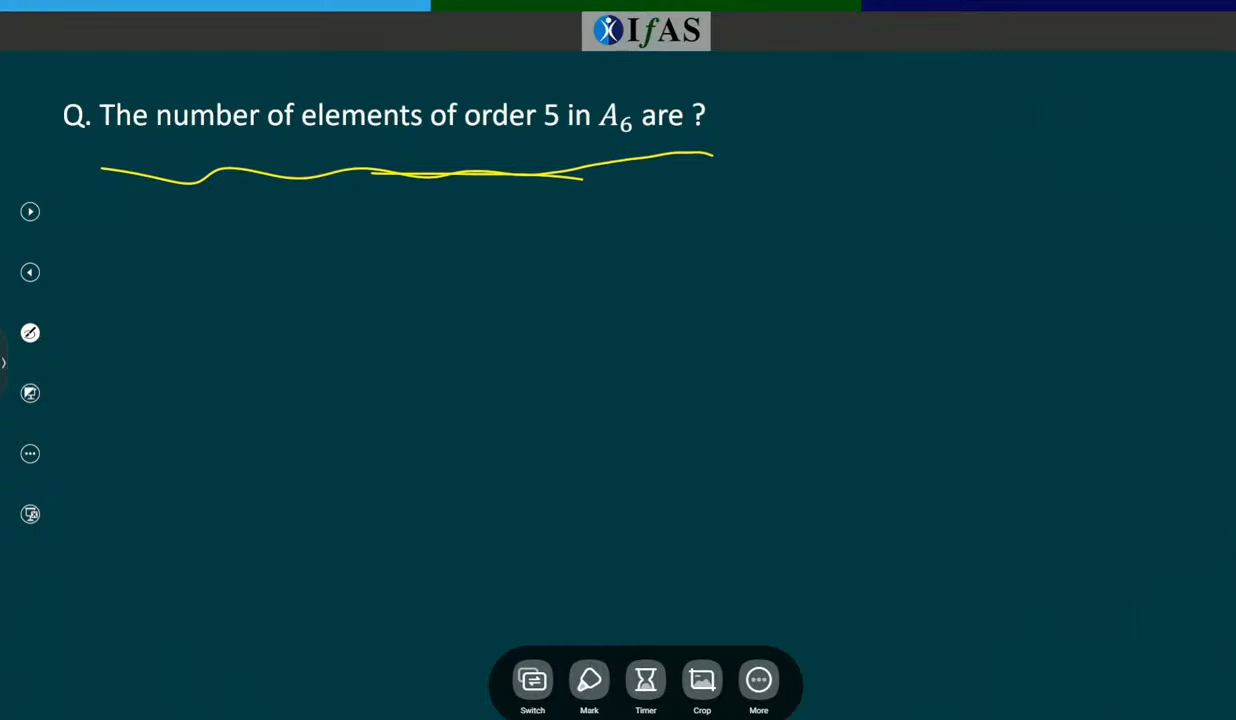 IfAS
Q. The number of elements of order 5 in A₆ are ?
Switch
Mark
Timer
Crop
More